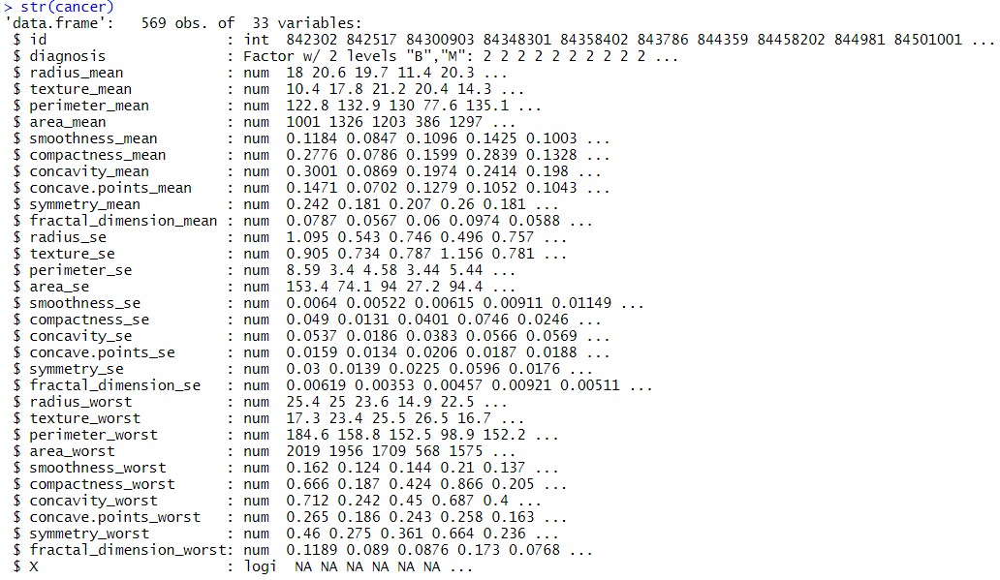 > str(cancer)
'data.frame':   569 obs. of  33 variables:
 $ id                     : int  842302 842517 84300903 84348301 84358402 843786 844359 84458202 844981 84501001 ...
 $ diagnosis              : Factor w/ 2 levels "B","M": 2 2 2 2 2 2 2 2 2 2 ...
 $ radius_mean            : num  18 20.6 19.7 11.4 20.3 ...
 $ texture_mean           : num  10.4 17.8 21.2 20.4 14.3 ...
 $ perimeter_mean         : num  122.8 132.9 130 77.6 135.1 ...
 $ area_mean              : num  1001 1326 1203 386 1297 ...
 $ smoothness_mean        : num  0.1184 0.0847 0.1096 0.1425 0.1003 ...
 $ compactness_mean       : num  0.2776 0.0786 0.1599 0.2839 0.1328 ...
 $ concavity_mean         : num  0.3001 0.0869 0.1974 0.2414 0.198 ...
 $ concave.points_mean    : num  0.1471 0.0702 0.1279 0.1052 0.1043 ...
 $ symmetry_mean          : num  0.242 0.181 0.207 0.26 0.181 ...
 $ fractal_dimension_mean : num  0.0787 0.0567 0.06 0.0974 0.0588 ...
 $ radius_se              : num  1.095 0.543 0.746 0.496 0.757 ...
 $ texture_se             : num  0.905 0.734 0.787 1.156 0.781 ...
 $ perimeter_se           : num  8.59 3.4 4.58 3.44 5.44 ...
 $ area_se                : num  153.4 74.1 94 27.2 94.4 ...
 $ smoothness_se          : num  0.0064 0.00522 0.00615 0.00911 0.01149 ...
 $ compactness_se         : num  0.049 0.0131 0.0401 0.0746 0.0246 ...
 $ concavity_se           : num  0.0537 0.0186 0.0383 0.0566 0.0569 ...
 $ concave.points_se      : num  0.0159 0.0134 0.0206 0.0187 0.0188 ...
 $ symmetry_se            : num  0.03 0.0139 0.0225 0.0596 0.0176 ...
 $ fractal_dimension_se   : num  0.00619 0.00353 0.00457 0.00921 0.00511 ...
 $ radius_worst           : num  25.4 25 23.6 14.9 22.5 ...
 $ texture_worst          : num  17.3 23.4 25.5 26.5 16.7 ...
 $ perimeter_worst        : num  184.6 158.8 152.5 98.9 152.2 ...
 $ area_worst             : num  2019 1956 1709 568 1575 ...
 $ smoothness_worst       : num  0.162 0.124 0.144 0.21 0.137 ...
 $ compactness_worst      : num  0.666 0.187 0.424 0.866 0.205 ...
 $ concavity_worst        : num  0.712 0.242 0.45 0.687 0.4 ...
 $ concave.points_worst   : num  0.265 0.186 0.243 0.258 0.163 ...
 $ symmetry_worst         : num  0.46 0.275 0.361 0.664 0.236 ...
 $ fractal_dimension_worst: num  0.1189 0.089 0.0876 0.173 0.0768 ...
 $ X                      : logi  NA NA NA NA NA NA ...